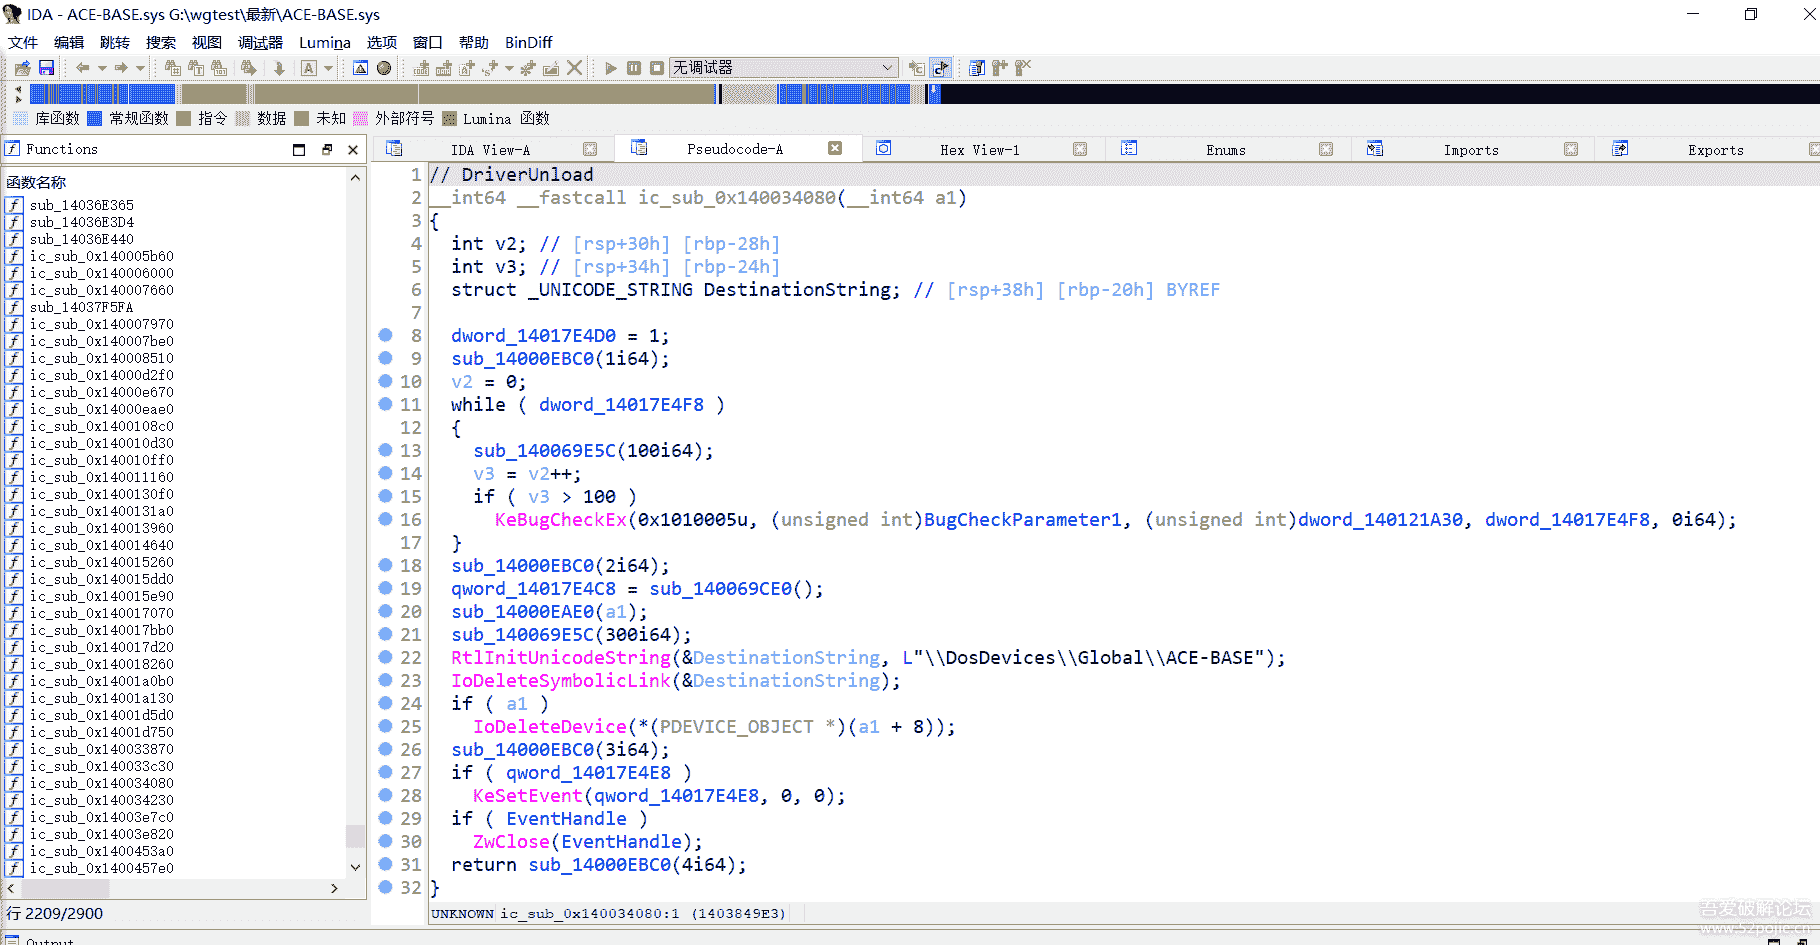 IDA - ACE-BASE.sys G:\wgtest\最新\ACE-BASE.sys
文件 编辑 跳转 搜索 视图 调试器 Lumina 选项 窗口 帮助 BinDiff
无调试器
库函数 常规函数 指令 数据 未知 外部符号 Lumina 函数
Functions
IDA View-A Pseudocode-A Hex View-1 Enums Imports Exports
函数名称
sub_14036E365
sub_14036E3D4
sub_14036E440
ic_sub_0x140005b60
ic_sub_0x140006000
ic_sub_0x140007660
sub_14037F5FA
ic_sub_0x140007970
ic_sub_0x140007be0
ic_sub_0x140008510
ic_sub_0x14000d2f0
ic_sub_0x14000e670
ic_sub_0x14000eae0
ic_sub_0x1400108c0
ic_sub_0x140010d30
ic_sub_0x140010ff0
ic_sub_0x140011160
ic_sub_0x1400130f0
ic_sub_0x1400131a0
ic_sub_0x140013960
ic_sub_0x140014640
ic_sub_0x140015260
ic_sub_0x140015dd0
ic_sub_0x140015e90
ic_sub_0x140017070
ic_sub_0x140017bb0
ic_sub_0x140017d20
ic_sub_0x140018260
ic_sub_0x14001a0b0
ic_sub_0x14001a130
ic_sub_0x14001d5d0
ic_sub_0x14001d750
ic_sub_0x140033870
ic_sub_0x140033c30
ic_sub_0x140034080
ic_sub_0x140034230
ic_sub_0x14003e7c0
ic_sub_0x14003e820
ic_sub_0x1400453a0
ic_sub_0x1400457e0
行 2209/2900
Output
1 // DriverUnload
2 __int64 __fastcall ic_sub_0x140034080(__int64 a1)
3 {
4 int v2; // [rsp+30h] [rbp-28h]
5 int v3; // [rsp+34h] [rbp-24h]
6 struct _UNICODE_STRING DestinationString; // [rsp+38h] [rbp-20h] BYREF
7
8 dword_14017E4D0 = 1;
9 sub_14000EBC0(1i64);
10 v2 = 0;
11 while ( dword_14017E4F8 )
12 {
13 sub_140069E5C(100i64);
14 v3 = v2++;
15 if ( v3 > 100 )
16 KeBugCheckEx(0x1010005u, (unsigned int)BugCheckParameter1, (unsigned int)dword_140121A30, dword_14017E4F8, 0i64);
17 }
18 sub_14000EBC0(2i64);
19 qword_14017E4C8 = sub_140069CE0();
20 sub_14000EAE0(a1);
21 sub_140069E5C(300i64);
22 RtlInitUnicodeString(&DestinationString, L"\\DosDevices\\Global\\ACE-BASE");
23 IoDeleteSymbolicLink(&DestinationString);
24 if ( a1 )
25 IoDeleteDevice(*(PDEVICE_OBJECT *)(a1 + 8));
26 sub_14000EBC0(3i64);
27 if ( qword_14017E4E8 )
28 KeSetEvent(qword_14017E4E8, 0, 0);
29 if ( EventHandle )
30 ZwClose(EventHandle);
31 return sub_14000EBC0(4i64);
32 }
UNKNOWN ic_sub_0x140034080:1 (1403849E3)
吾爱破解论坛
www.52pojie.cn